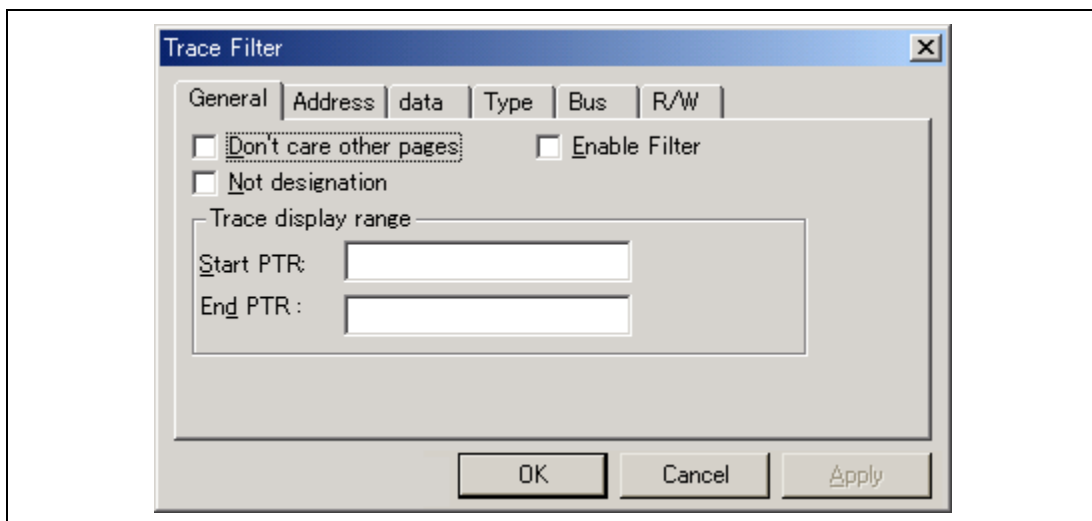 Trace Filter
General Address data Type Bus R/W
Don't care other pages Enable Filter
Not designation
Trace display range
Start PTR:
End PTR :
OK Cancel Apply